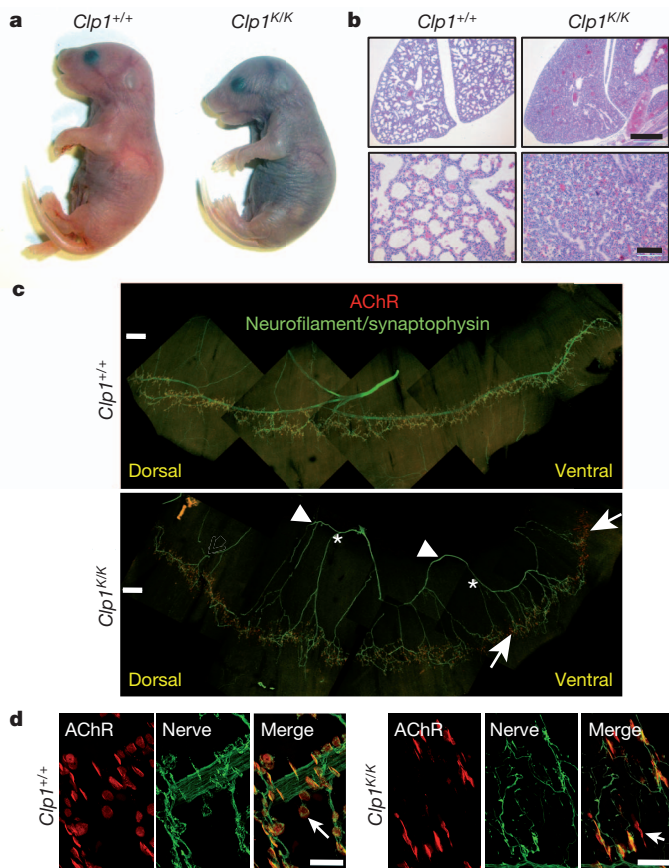 a
Clp1+/+
Clp1K/K
b
Clp1+/+
Clp1K/K
c
AChR
Neurofilament/synaptophysin
Clp1+/+
Dorsal
Ventral
*
*
Clp1K/K
Dorsal
Ventral
d
AChR
Nerve
Merge
Clp1+/+
AChR
Nerve
Merge
Clp1K/K